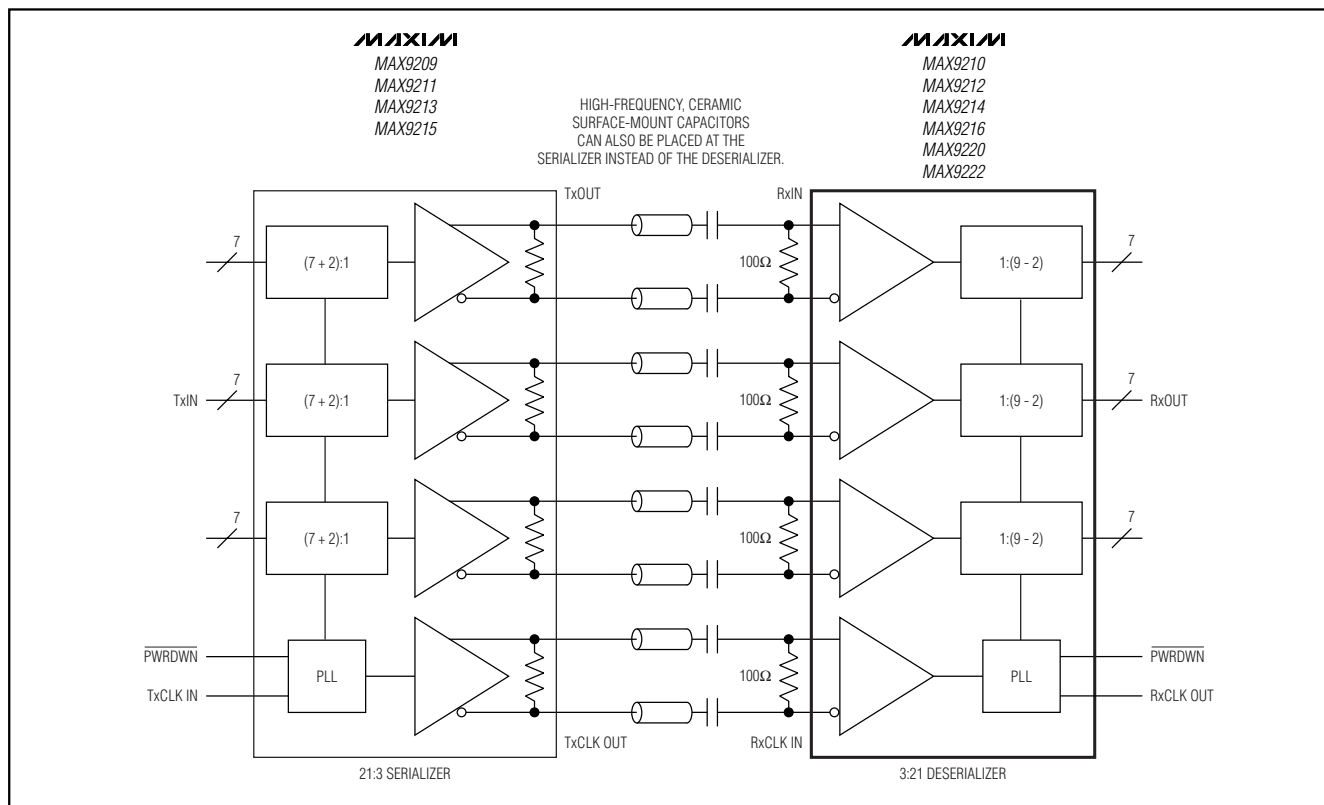 MAXIM
MAX9209
MAX9211
MAX9213
MAX9215
HIGH-FREQUENCY, CERAMIC
SURFACE-MOUNT CAPACITORS
CAN ALSO BE PLACED AT THE
SERIALIZER INSTEAD OF THE DESERIALIZER.
MAXIM
MAX9210
MAX9212
MAX9214
MAX9216
MAX9220
MAX9222
TxOUT
RxIN
7
(7 + 2):1
100Ω
1:(9 - 2)
7
TxIN
7
(7 + 2):1
100Ω
1:(9 - 2)
7
RxOUT
7
(7 + 2):1
100Ω
1:(9 - 2)
7
PWRDWN
TxCLK IN
PLL
100Ω
PLL
PWRDWN
RxCLK OUT
TxCLK OUT
RxCLK IN
21:3 SERIALIZER
3:21 DESERIALIZER